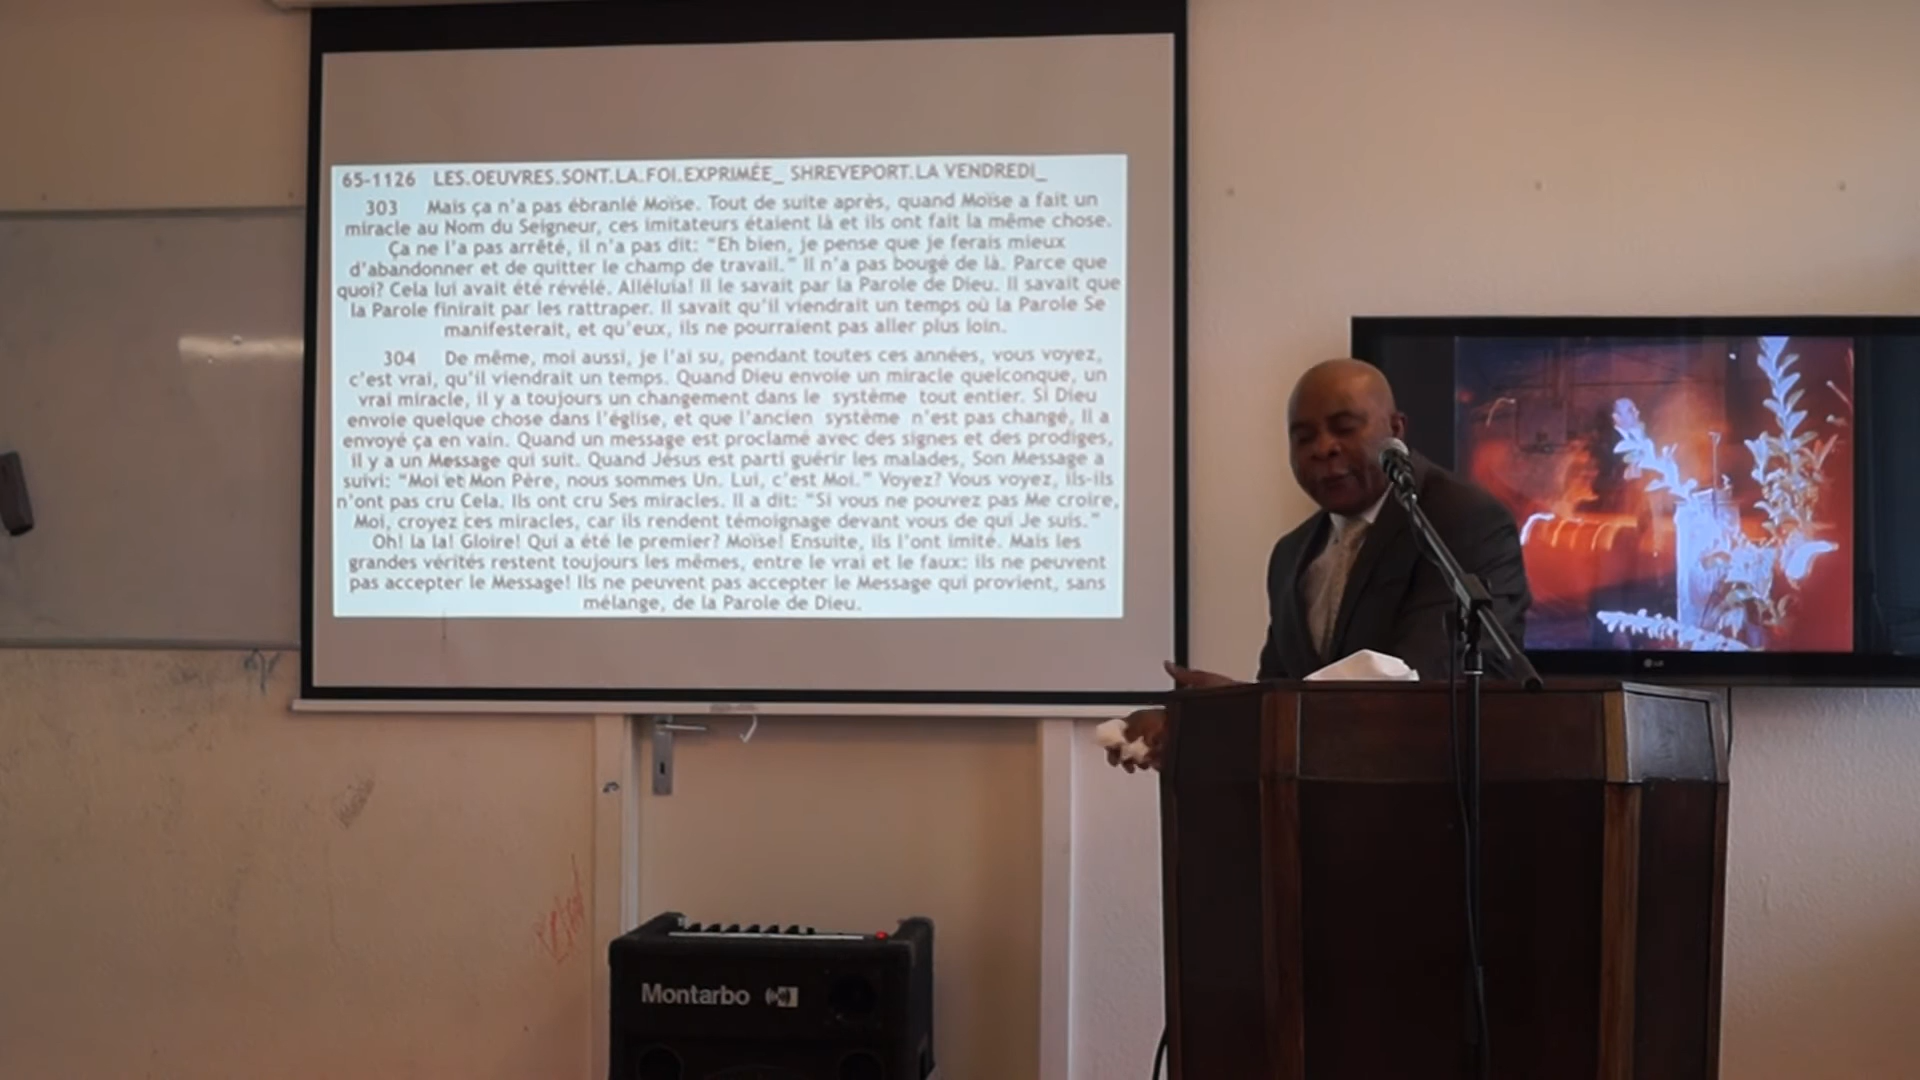 65-1126 LES.OEUVRES.SONT.LA.FOI.EXPRIMÉE_ SHREVEPORT.LA VENDREDI_
303 Mais ça n'a pas ébranlé Moïse. Tout de suite après, quand Moïse a fait un
miracle au Nom du Seigneur, ces imitateurs étaient là et ils ont fait la même chose.
Ça ne l'a pas arrêté, il n'a pas dit: "Eh bien, je pense que je ferais mieux
d'abandonner et de quitter le champ de travail." Il n'a pas bougé de là. Parce que
quoi? Cela lui avait été révélé. Alléluia! Il le savait par la Parole de Dieu. Il savait que
la Parole finirait par les rattraper. Il savait qu'il viendrait un temps où la Parole Se
manifesterait, et qu'eux, ils ne pourraient pas aller plus loin.
304 De même, moi aussi, je l'ai su, pendant toutes ces années, vous voyez,
c'est vrai, qu'il viendrait un temps. Quand Dieu envoie un miracle quelconque, un
vrai miracle, il y a toujours un changement dans le système tout entier. Si Dieu
envoie quelque chose dans l'église, et que l'ancien système n'est pas changé, Il a
envoyé ça en vain. Quand un message est proclamé avec des signes et des prodiges,
il y a un Message qui suit. Quand Jésus est parti guérir les malades, Son Message a
suivi: "Moi et Mon Père, nous sommes Un. Lui, c'est Moi." Voyez? Vous voyez, ils-ils
n'ont pas cru Cela. Ils ont cru Ses miracles. Il a dit: "Si vous ne pouvez pas Me croire,
Moi, croyez ces miracles, car ils rendent témoignage devant vous de qui Je suis."
Oh! la la! Gloire! Qui a été le premier? Moïse! Ensuite, ils l'ont imité. Mais les
grandes vérités restent toujours les mêmes, entre le vrai et le faux: ils ne peuvent
pas accepter le Message! Ils ne peuvent pas accepter le Message qui provient, sans
mélange, de la Parole de Dieu.
LG
Montarbo